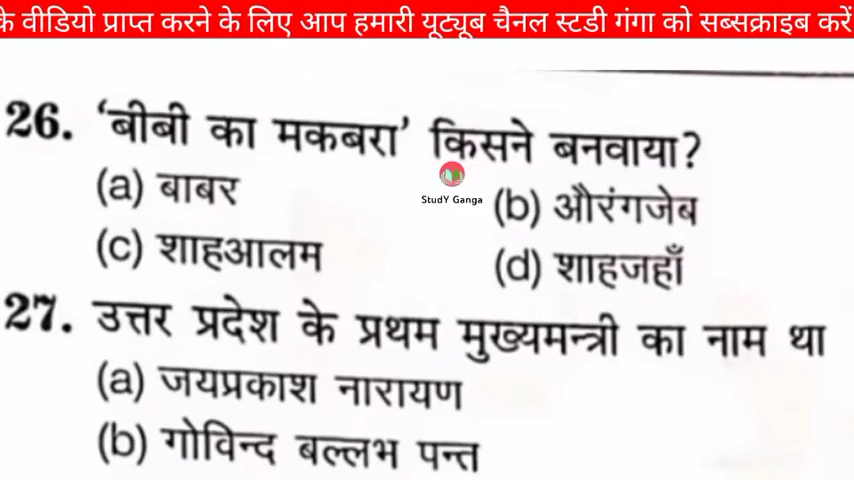 के वीडियो प्राप्त करने के लिए आप हमारी यूट्यूब चैनल स्टडी गंगा को सब्सक्राइब करें
26. 'बीबी का मकबरा' किसने बनवाया?
(a) बाबर
StudY Ganga
(b) औरंगजेब
(c) शाहआलम
(d) शाहजहाँ
27. उत्तर प्रदेश के प्रथम मुख्यमन्त्री का नाम था
(a) जयप्रकाश नारायण
(b) गोविन्द बल्लभ पन्त